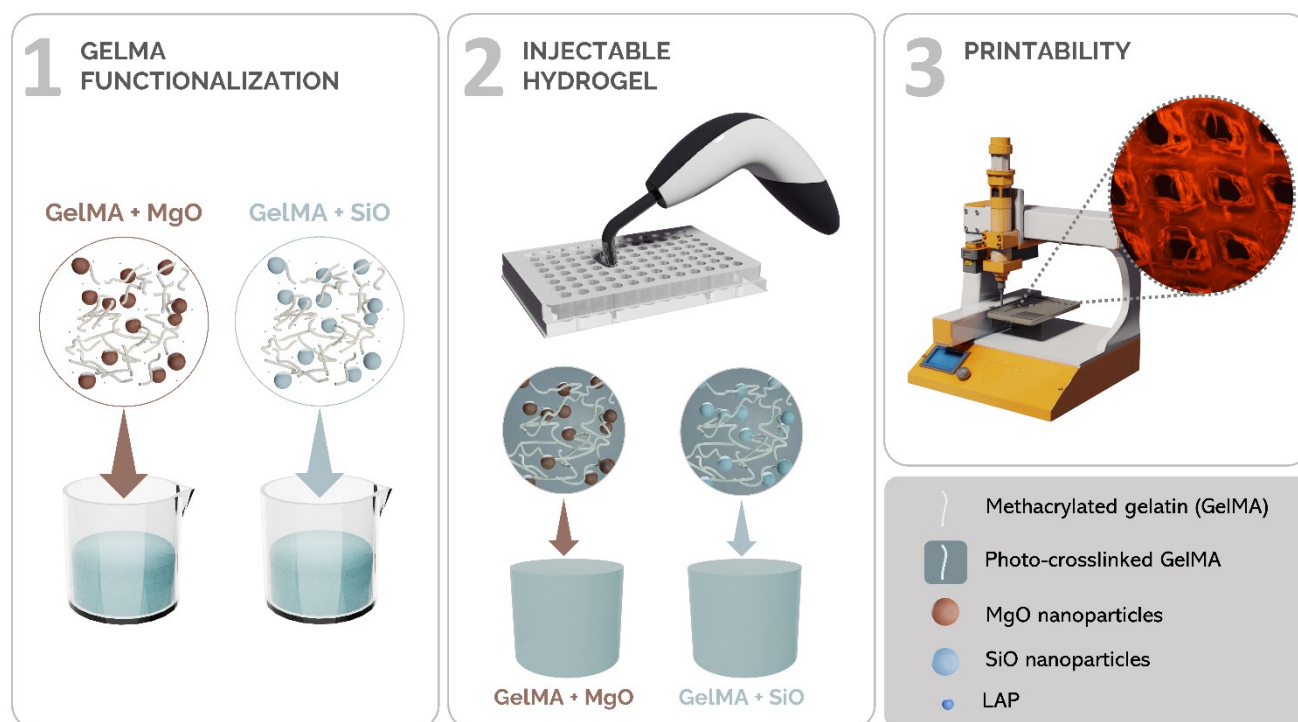 1 GELMA
FUNCTIONALIZATION
GelMA + MgO
GelMA + SiO
2 INJECTABLE
HYDROGEL
GelMA + MgO
GelMA + SiO
3 PRINTABILITY
Methacrylated gelatin (GelMA)
Photo-crosslinked GelMA
MgO nanoparticles
SiO nanoparticles
LAP